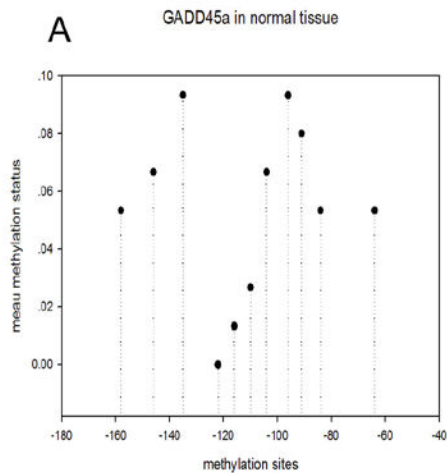 A
GADD45a in normal tissue
.10
.08
.06
.04
.02
0.00
meau methylation status
-180 -160 -140 -120 -100 -80 -60 -40
methylation sites